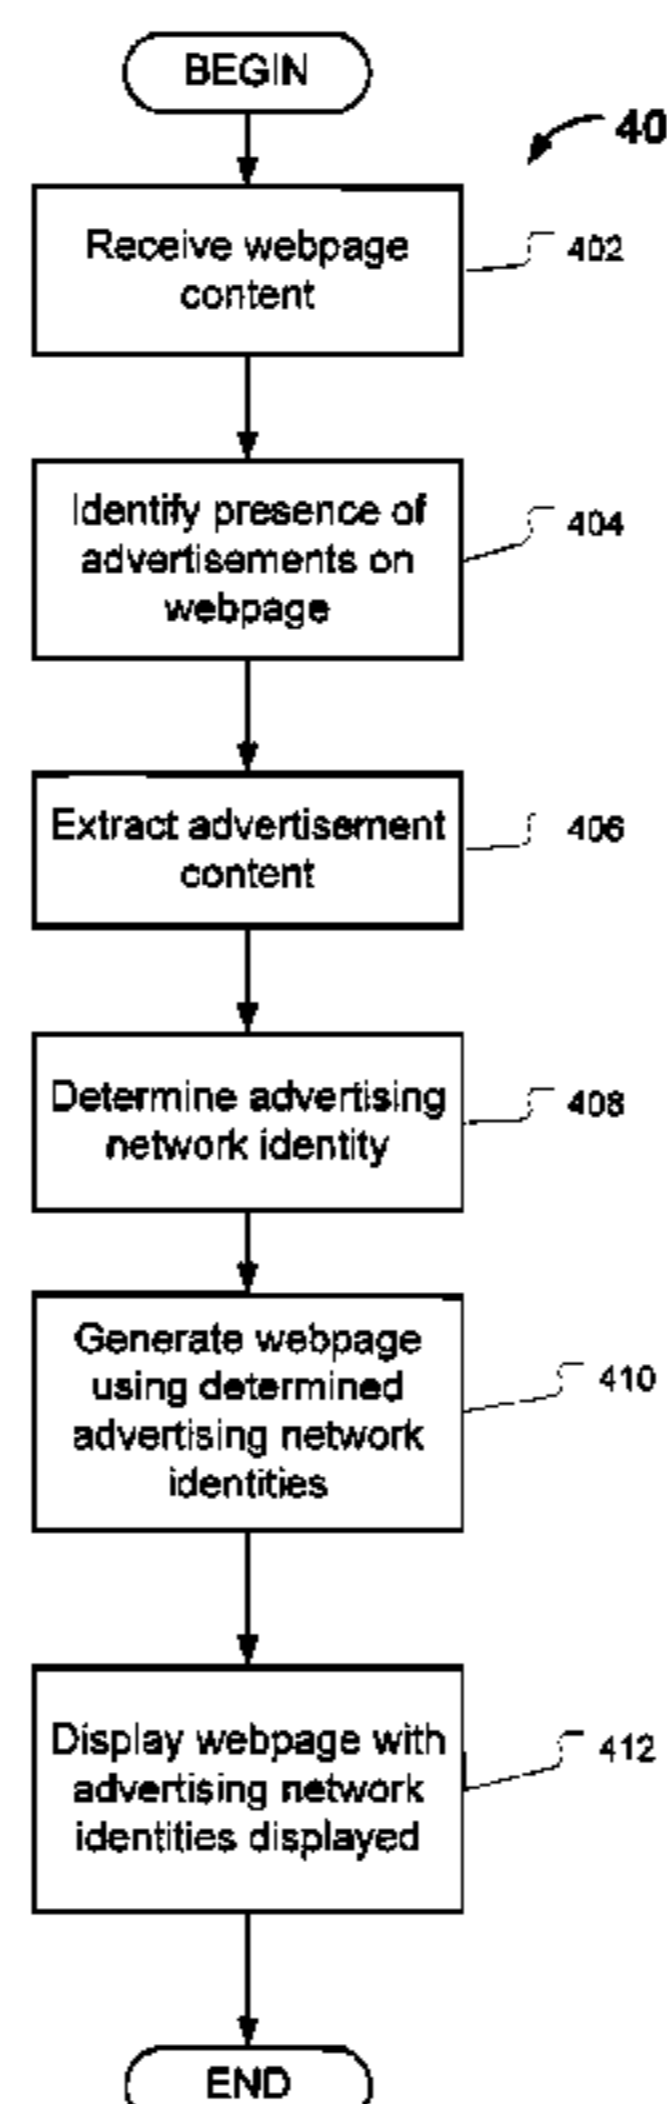 BEGIN
40
Receive webpage
content
402
Identify presence of
advertisements on
webpage
404
Extract advertisement
content
406
Determine advertising
network identity
408
Generate webpage
using determined
advertising network
identities
410
Display webpage with
advertising network
identities displayed
412
END